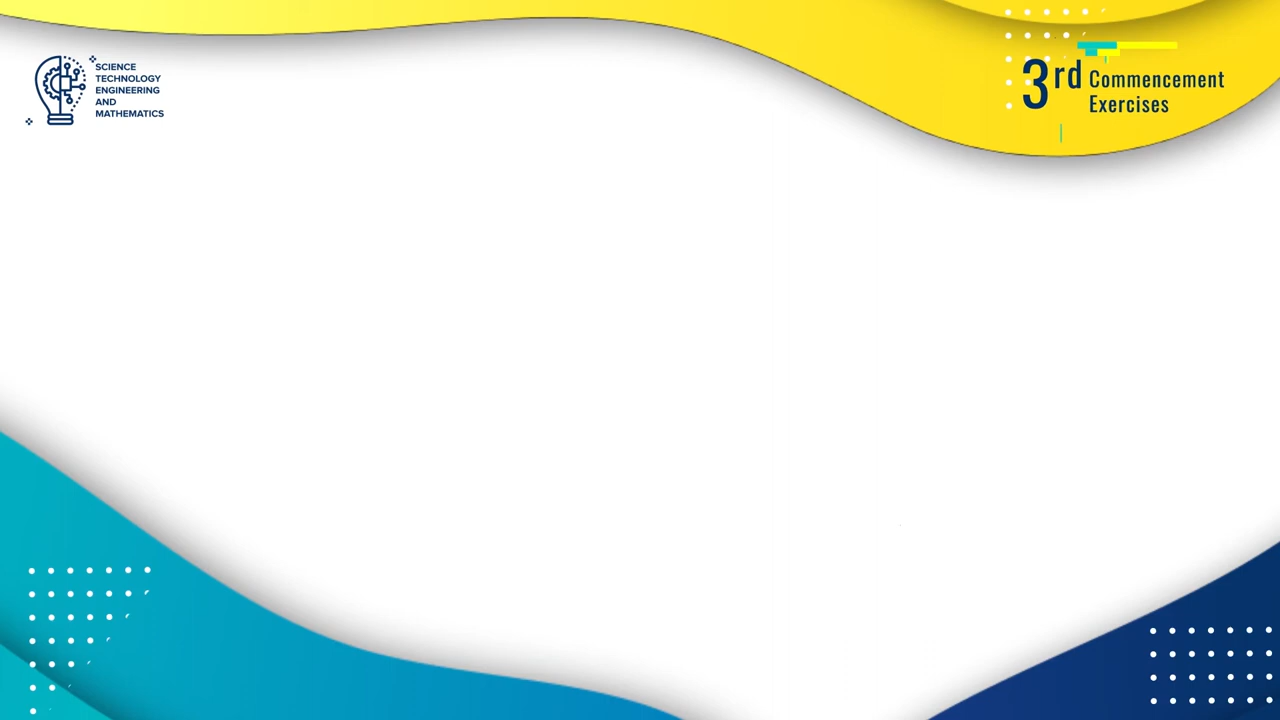 SCIENCE
TECHNOLOGY
ENGINEERING
AND
MATHEMATICS
3rd Commencement
Exercises